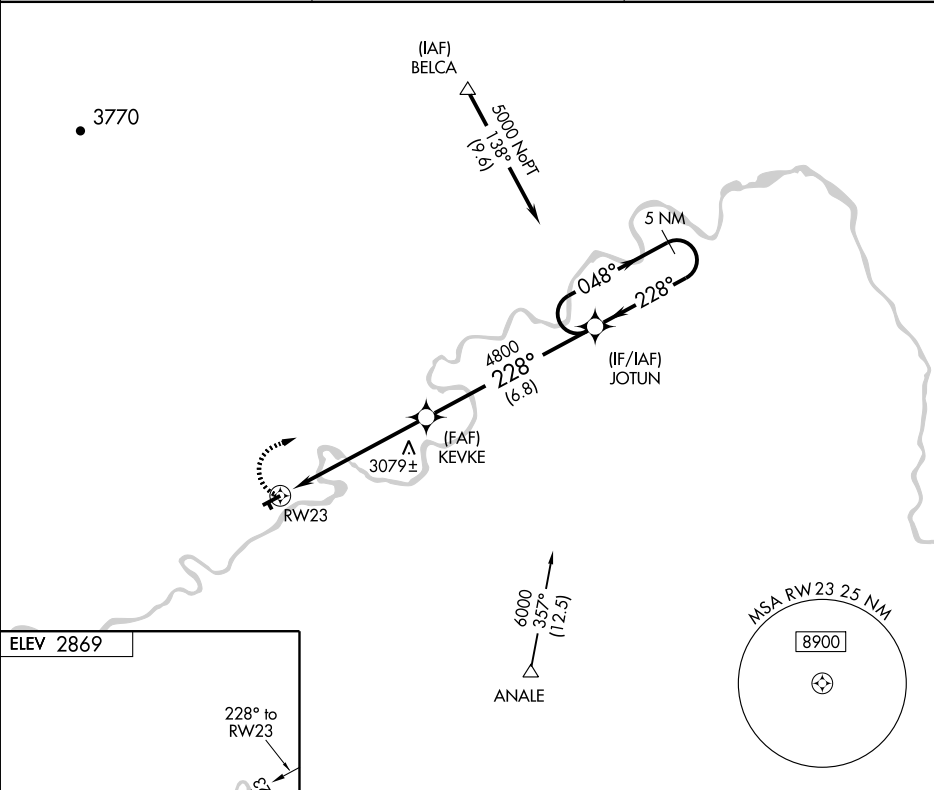 (IAF)
BELCA
3770
5000 NoPT
138°
(9.6)
5 NM
048°
228°
4800
228°
(6.8)
(IF/IAF)
JOTUN
(FAF)
KEVKE
3079±
RW23
6000
357°
(12.5)
ANALE
MSA RW23 25 NM
8900
ELEV 2869
228° to
RW23